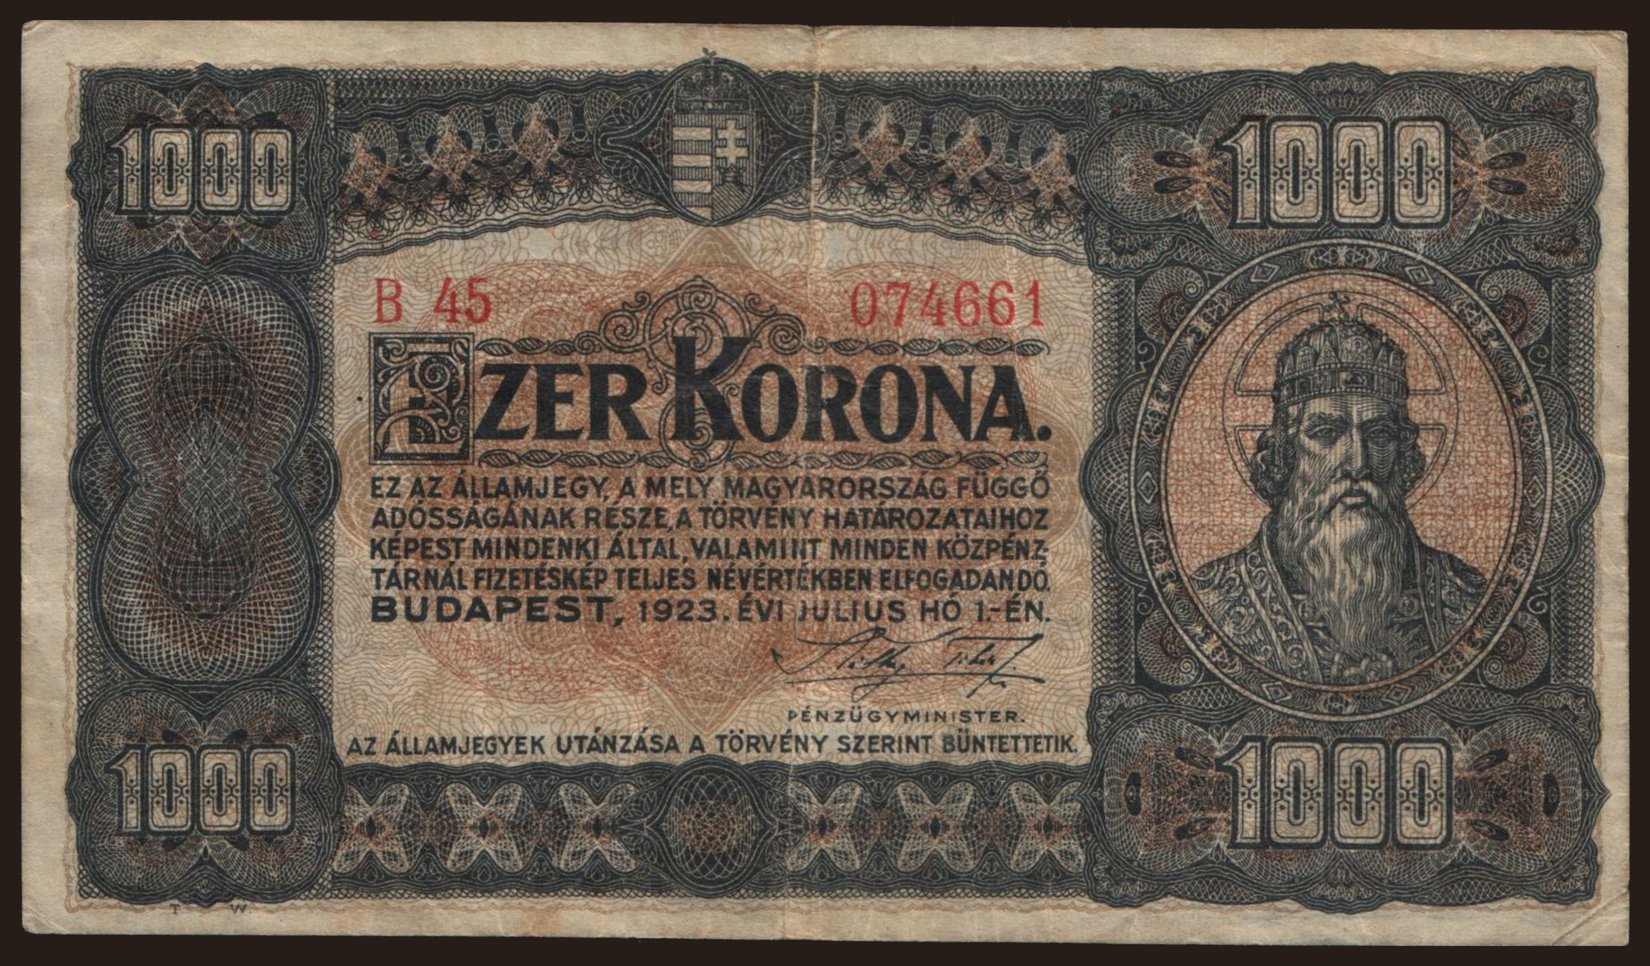 1000
1000
B 45
074661
EZER KORONA.
EZ AZ ÁLLAMJEGY, A MELY MAGYARORSZÁG FÜGGŐ
ADÓSSÁGÁNAK RÉSZE, A TÖRVÉNY HATÁROZATAIHOZ
KÉPEST MINDENKI ÁLTAL, VALAMINT MINDEN KÖZPÉNZ-
TÁRNÁL FIZETÉSKÉP TELJES NÉVÉRTÉKBEN ELFOGADANDÓ.
BUDAPEST, 1923. ÉVI JULIUS HÓ 1.-ÉN.
PÉNZÜGYMINISTER.
AZ ÁLLAMJEGYEK UTÁNZÁSA A TÖRVÉNY SZERINT BÜNTETTETIK.
1000
1000
T W